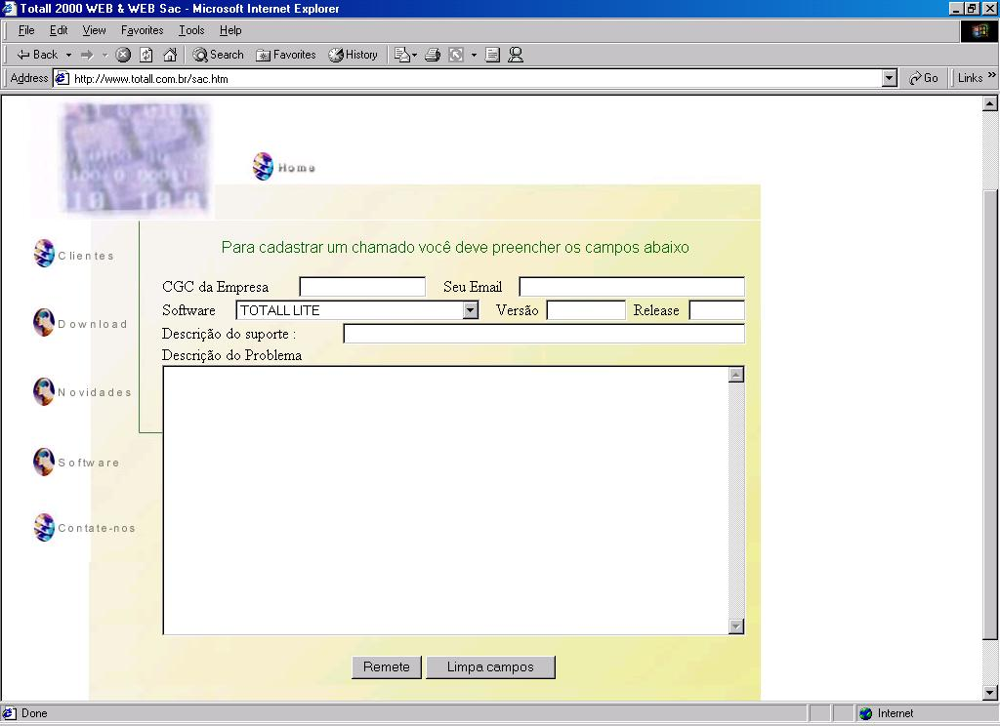 Totall 2000 WEB & WEB Sac - Microsoft Internet Explorer
File Edit View Favorites Tools Help
Back Search Favorites History
Address http://www.totall.com.br/sac.htm Go Links »
Home
Para cadastrar um chamado você deve preencher os campos abaixo
Clientes
CGC da Empresa Seu Email
Software TOTALL LITE Versão Release
Download
Descrição do suporte :
Descrição do Problema
Novidades
Software
Contate-nos
Remete Limpa campos
Done Internet